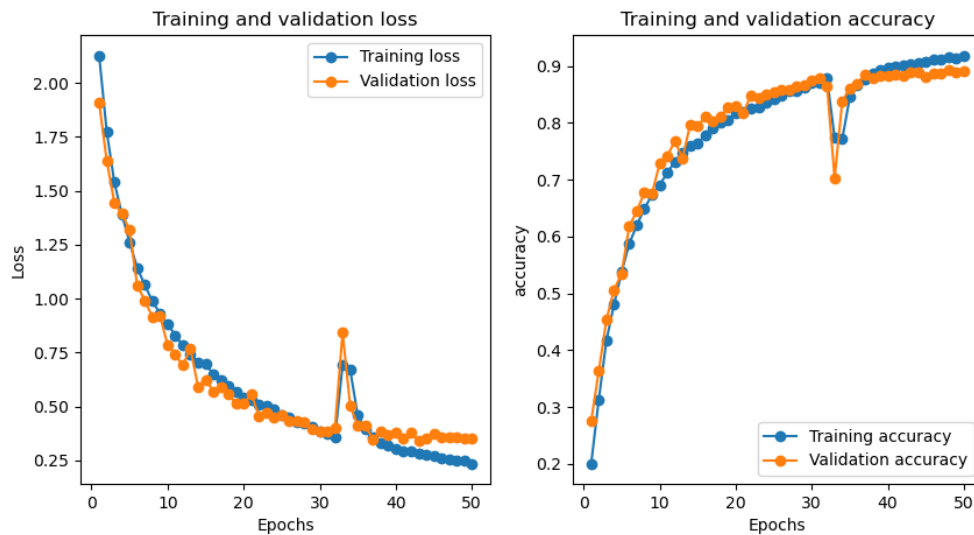 Training and validation loss
Training loss
Validation loss
2.00
1.75
1.50
1.25
1.00
0.75
0.50
0.25
Loss
0 10 20 30 40 50
Epochs
Training and validation accuracy
0.9
0.8
0.7
0.6
0.5
0.4
0.3
0.2
accuracy
Training accuracy
Validation accuracy
0 10 20 30 40 50
Epochs